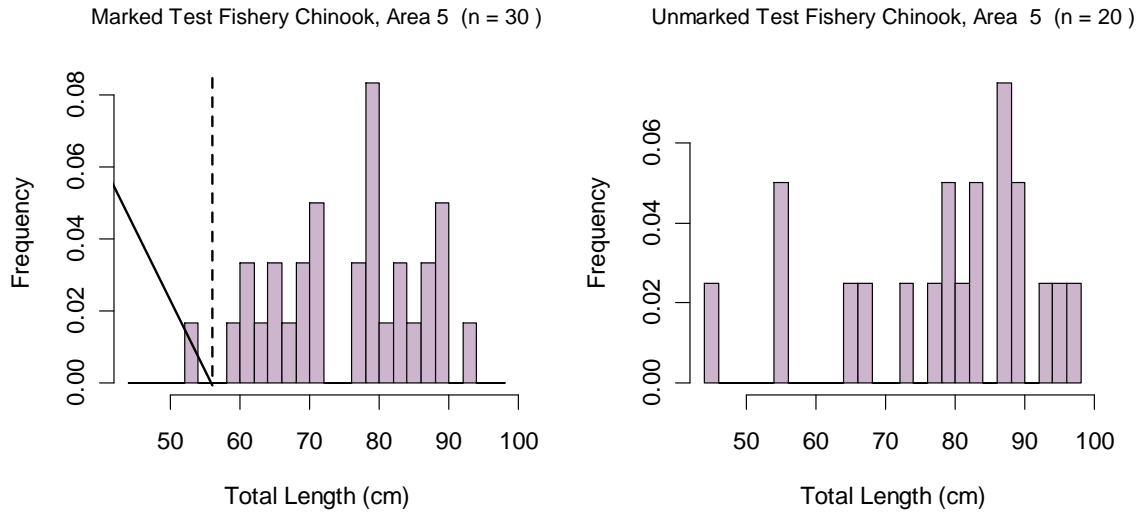 Marked Test Fishery Chinook, Area 5 (n = 30 )
Frequency
0.08
0.06
0.04
0.02
0.00
50 60 70 80 90 100
Total Length (cm)
Unmarked Test Fishery Chinook, Area 5 (n = 20 )
Frequency
0.06
0.04
0.02
0.00
50 60 70 80 90 100
Total Length (cm)